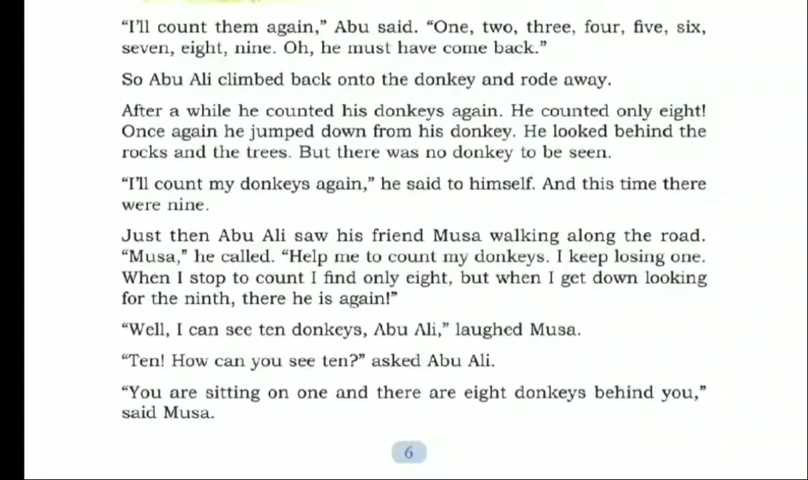 “I’ll count them again,” Abu said. “One, two, three, four, five, six,
seven, eight, nine. Oh, he must have come back.”
So Abu Ali climbed back onto the donkey and rode away.
After a while he counted his donkeys again. He counted only eight!
Once again he jumped down from his donkey. He looked behind the
rocks and the trees. But there was no donkey to be seen.
“I’ll count my donkeys again,” he said to himself. And this time there
were nine.
Just then Abu Ali saw his friend Musa walking along the road.
“Musa,” he called. “Help me to count my donkeys. I keep losing one.
When I stop to count I find only eight, but when I get down looking
for the ninth, there he is again!”
“Well, I can see ten donkeys, Abu Ali,” laughed Musa.
“Ten! How can you see ten?” asked Abu Ali.
“You are sitting on one and there are eight donkeys behind you,”
said Musa.
6